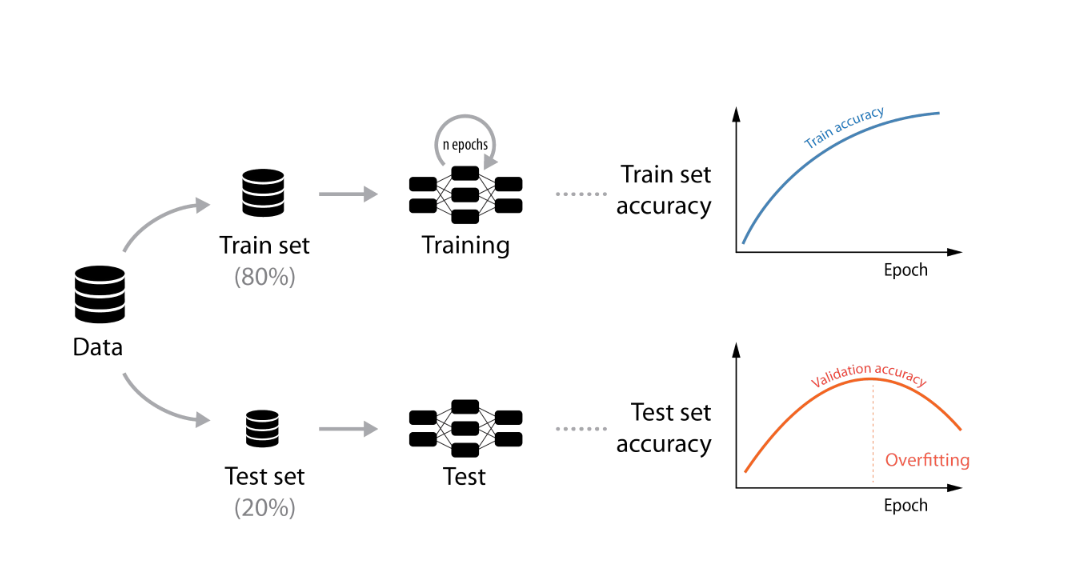 Data
Train set
(80%)
n epochs
Training
Train set
accuracy
Train accuracy
Epoch
Test set
(20%)
Test
Test set
accuracy
Validation accuracy
Overfitting
Epoch